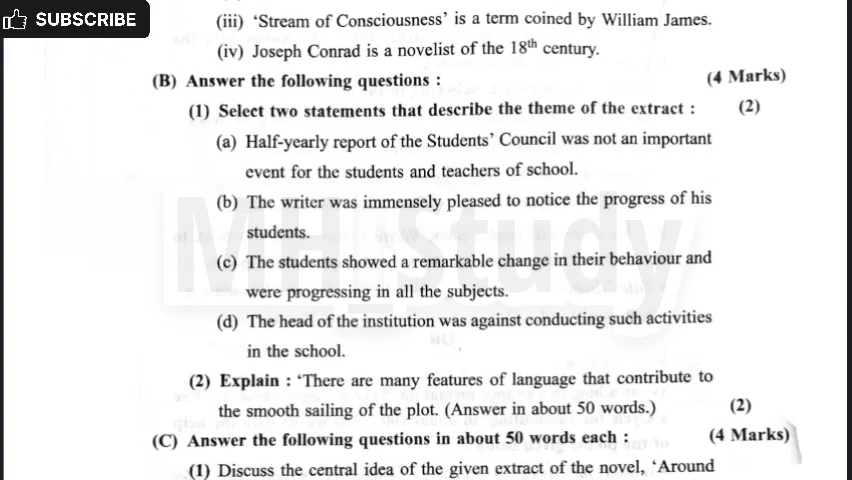 SUBSCRIBE
(iii) ‘Stream of Consciousness’ is a term coined by William James.
(iv) Joseph Conrad is a novelist of the 18th century.
(B) Answer the following questions : (4 Marks)
(1) Select two statements that describe the theme of the extract : (2)
(a) Half-yearly report of the Students’ Council was not an important
event for the students and teachers of school.
(b) The writer was immensely pleased to notice the progress of his
students.
(c) The students showed a remarkable change in their behaviour and
were progressing in all the subjects.
(d) The head of the institution was against conducting such activities
in the school.
(2) Explain : ‘There are many features of language that contribute to
the smooth sailing of the plot. (Answer in about 50 words.) (2)
(C) Answer the following questions in about 50 words each : (4 Marks)
(1) Discuss the central idea of the given extract of the novel, ‘Around
MH_Study